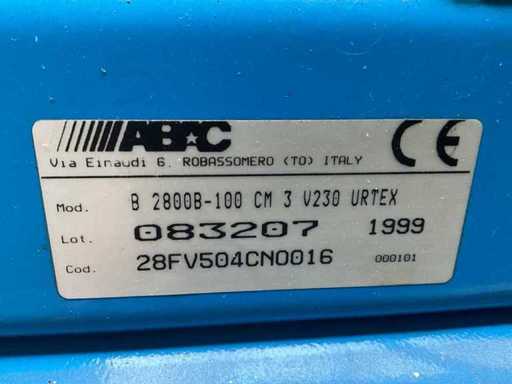 ABAC
CE
Via Einaudi 6, ROBASSOMERO (TO) ITALY
Mod. B 2800B-100 CM 3 V230 URTEX
Lot. 083207 1999
Cod. 28FV504CN0016 000101